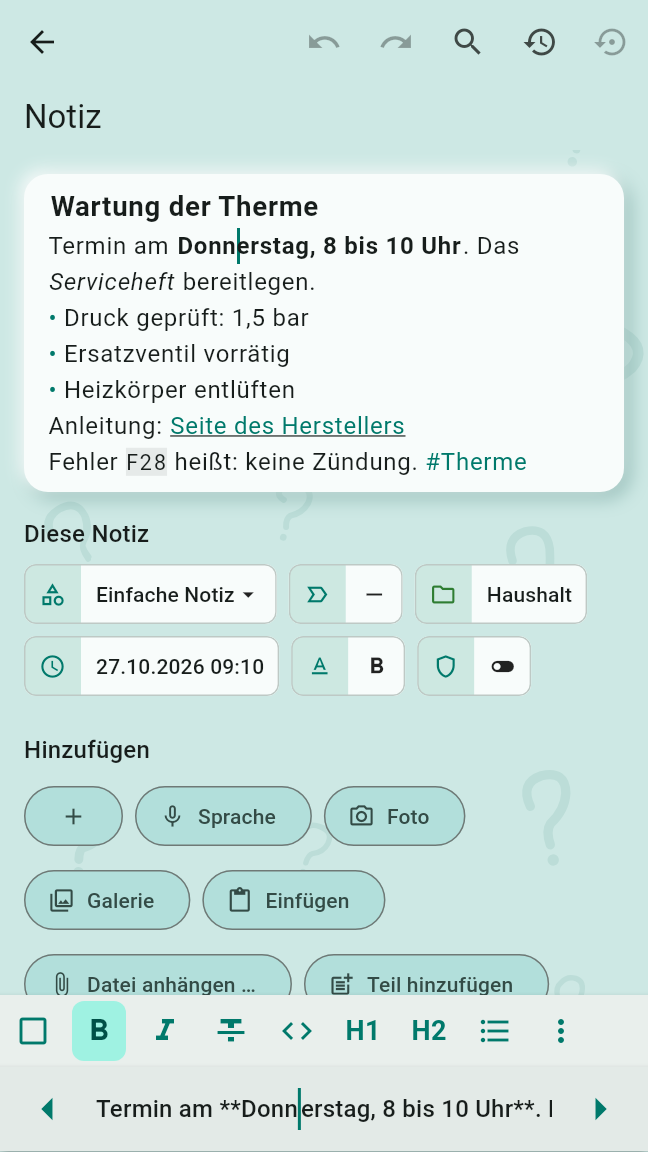 Notiz
Wartung der Therme
Termin am Donnerstag, 8 bis 10 Uhr. Das
Serviceheft bereitlegen.
• Druck geprüft: 1,5 bar
• Ersatzventil vorrätig
• Heizkörper entlüften
Anleitung: Seite des Herstellers
Fehler F28 heißt: keine Zündung. #Therme
Diese Notiz
Einfache Notiz
—
Haushalt
27.10.2026 09:10
A
B
Hinzufügen
Sprache
Foto
Galerie
Einfügen
Datei anhängen ...
Teil hinzufügen
B I H1 H2
Termin am **Donnerstag, 8 bis 10 Uhr**.